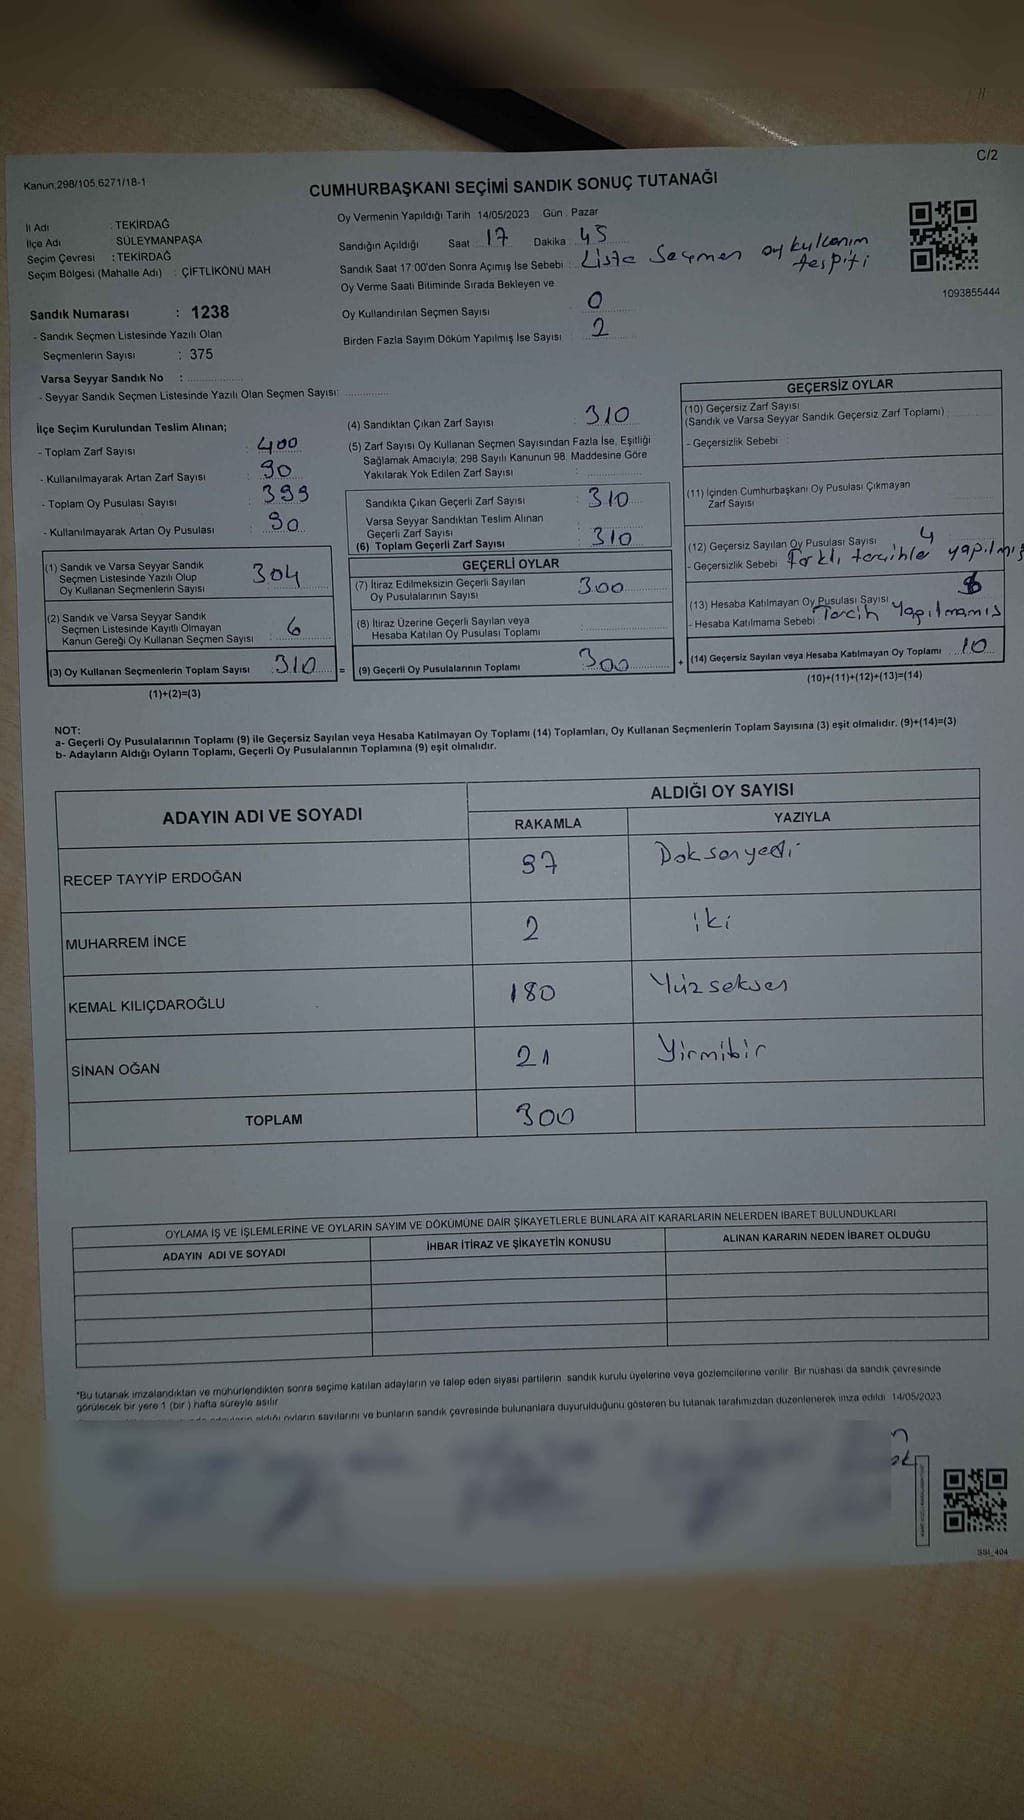 C/2
Kanun,298/105,6271/18-1
CUMHURBAŞKANI SEÇİMİ SANDIK SONUÇ TUTANAĞI
İl Adı : TEKİRDAĞ
İlçe Adı : SÜLEYMANPAŞA
Seçim Çevresi : TEKİRDAĞ
Seçim Bölgesi (Mahalle Adı) : ÇİFTLİKÖNÜ MAH
Sandık Numarası : 1238
- Sandık Seçmen Listesinde Yazılı Olan
Seçmenlerin Sayısı : 375
Varsa Seyyar Sandık No :
- Seyyar Sandık Seçmen Listesinde Yazılı Olan Seçmen Sayısı:
Oy Vermenin Yapıldığı Tarih 14/05/2023 Gün : Pazar
Sandığın Açıldığı Saat 17 Dakika 45
Sandık Saat 17:00'den Sonra Açımış İse Sebebi : Liste Seçmen oy kullanım tespiti
Oy Verme Saati Bitiminde Sırada Bekleyen ve
Oy Kullandırılan Seçmen Sayısı : 0
Birden Fazla Sayım Döküm Yapılmış İse Sayısı : 2
1093855444
İlçe Seçim Kurulundan Teslim Alınan;
- Toplam Zarf Sayısı : 400
- Kullanılmayarak Artan Zarf Sayısı : 90
- Toplam Oy Pusulası Sayısı : 399
- Kullanılmayarak Artan Oy Pusulası : 90
(1) Sandık ve Varsa Seyyar Sandık
Seçmen Listesinde Yazılı Olup
Oy Kullanan Seçmenlerin Sayısı 304
(2) Sandık ve Varsa Seyyar Sandık
Seçmen Listesinde Kayıtlı Olmayan
Kanun Gereği Oy Kullanan Seçmen Sayısı 6
(3) Oy Kullanan Seçmenlerin Toplam Sayısı : 310 =
(1)+(2)=(3)
(4) Sandıktan Çıkan Zarf Sayısı : 310
(5) Zarf Sayısı Oy Kullanan Seçmen Sayısından Fazla İse, Eşitliği
Sağlamak Amacıyla; 298 Sayılı Kanunun 98. Maddesine Göre
Yakılarak Yok Edilen Zarf Sayısı :
Sandıkta Çıkan Geçerli Zarf Sayısı : 310
Varsa Seyyar Sandıktan Teslim Alınan
Geçerli Zarf Sayısı
(6) Toplam Geçerli Zarf Sayısı : 310
GEÇERLİ OYLAR
(7) İtiraz Edilmeksizin Geçerli Sayılan
Oy Pusulalarının Sayısı : 300
(8) İtiraz Üzerine Geçerli Sayılan veya
Hesaba Katılan Oy Pusulası Toplamı :
(9) Geçerli Oy Pusulalarının Toplamı : 300 +
GEÇERSİZ OYLAR
(10) Geçersiz Zarf Sayısı
(Sandık ve Varsa Seyyar Sandık Geçersiz Zarf Toplamı) :
- Geçersizlik Sebebi :
(11) İçinden Cumhurbaşkanı Oy Pusulası Çıkmayan
Zarf Sayısı
(12) Geçersiz Sayılan Oy Pusulası Sayısı : 4
- Geçersizlik Sebebi : Farklı tercihler yapılmış
(13) Hesaba Katılmayan Oy Pusulası Sayısı : 6
- Hesaba Katılmama Sebebi : Tercih yapılmamış
(14) Geçersiz Sayılan veya Hesaba Katılmayan Oy Toplamı 10
(10)+(11)+(12)+(13)=(14)
NOT:
a- Geçerli Oy Pusulalarının Toplamı (9) ile Geçersiz Sayılan veya Hesaba Katılmayan Oy Toplamı (14) Toplamları, Oy Kullanan Seçmenlerin Toplam Sayısına (3) eşit olmalıdır. (9)+(14)=(3)
b- Adayların Aldığı Oyların Toplamı, Geçerli Oy Pusulalarının Toplamına (9) eşit olmalıdır.
ADAYIN ADI VE SOYADI ALDIĞI OY SAYISI
RAKAMLA YAZIYLA
RECEP TAYYİP ERDOĞAN 97 Doksanyedi
MUHARREM İNCE 2 iki
KEMAL KILIÇDAROĞLU 180 Yüzseksen
SİNAN OĞAN 21 Yirmibir
TOPLAM 300
OYLAMA İŞ VE İŞLEMLERİNE VE OYLARIN SAYIM VE DÖKÜMÜNE DAİR ŞİKAYETLERLE BUNLARA AİT KARARLARIN NELERDEN İBARET BULUNDUKLARI
ADAYIN ADI VE SOYADI İHBAR İTİRAZ VE ŞİKAYETİN KONUSU ALINAN KARARIN NEDEN İBARET OLDUĞU
*Bu tutanak imzalandıktan ve mühürlendikten sonra seçime katılan adayların ve talep eden siyasi partilerin sandık kurulu üyelerine veya gözlemcilerine verilir. Bir nüshası da sandık çevresinde
görülecek bir yere 1 (bir) hafta süreyle asılır
aldığı oyların sayılarını ve bunların sandık çevresinde bulunanlara duyurulduğunu gösteren bu tutanak tarafımızdan düzenlenerek imza edildi. 14/05/2023
SSI_404